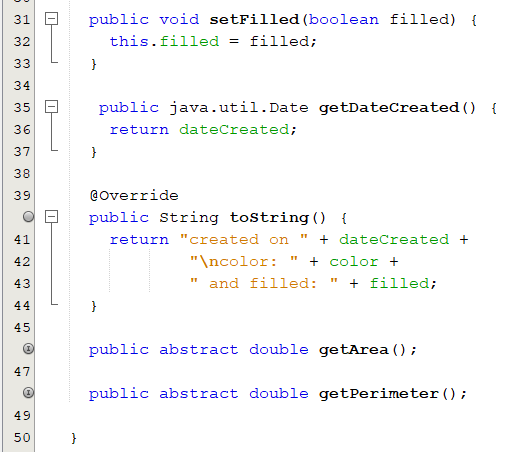 31 public void setFilled(boolean filled) {
32 this.filled = filled;
33 }
34
35 public java.util.Date getDateCreated() {
36 return dateCreated;
37 }
38
39 @Override
public String toString() {
41 return "created on " + dateCreated +
42 "\ncolor: " + color +
43 " and filled: " + filled;
44 }
45
public abstract double getArea();
47
public abstract double getPerimeter();
49
50 }